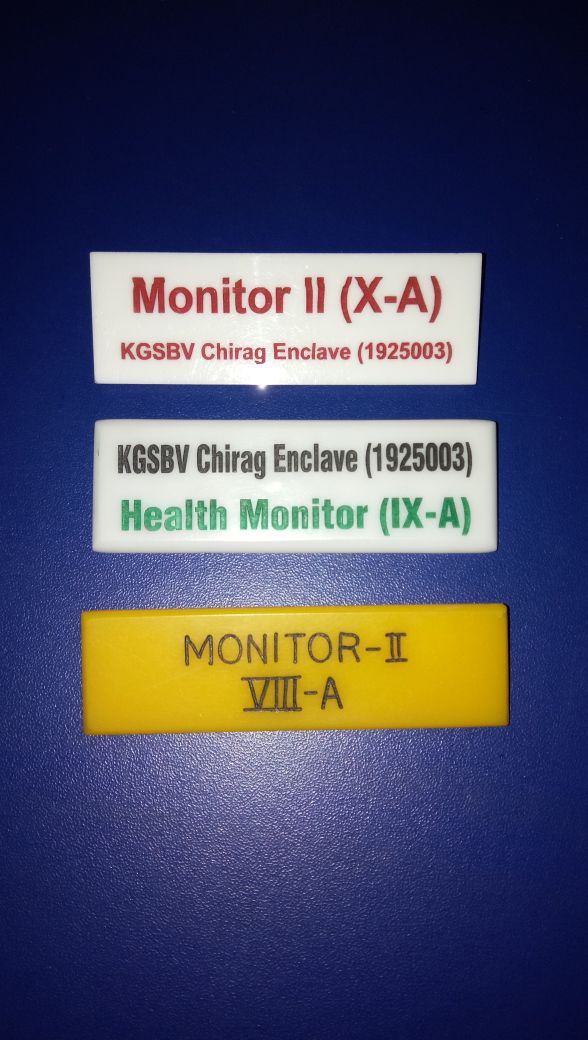 Monitor II (X-A)
KGSBV Chirag Enclave (1925003)
KGSBV Chirag Enclave (1925003)
Health Monitor (IX-A)
MONITOR-II
VIII-A